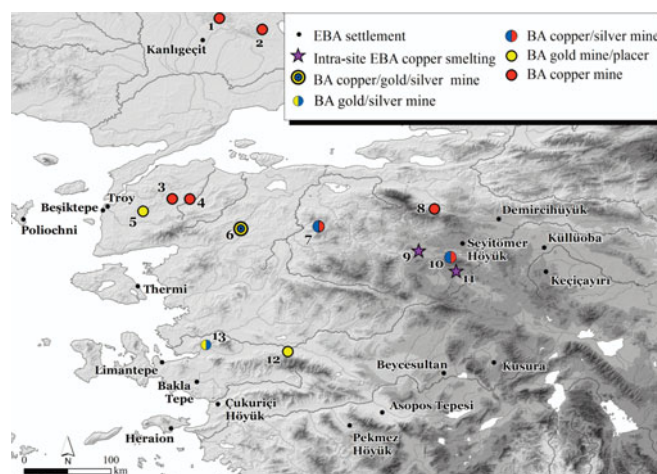 1
2
Kanlıgeçit
EBA settlement
Intra-site EBA copper smelting
BA copper/gold/silver mine
BA gold/silver mine
BA copper/silver mine
BA gold mine/placer
BA copper mine
3
4
5
Troy
Beşiktepe
Poliochni
6
7
8
Demircihüyük
Seyitömer
Höyük
Küllüoba
9
10
11
Keçiçayırı
Thermi
13
12
Limantepe
Bakla
Tepe
Çukuriçi
Höyük
Heraion
Beycesultan
Kusura
Asopos Tepesi
Pekmez
Höyük
N
0
100
km